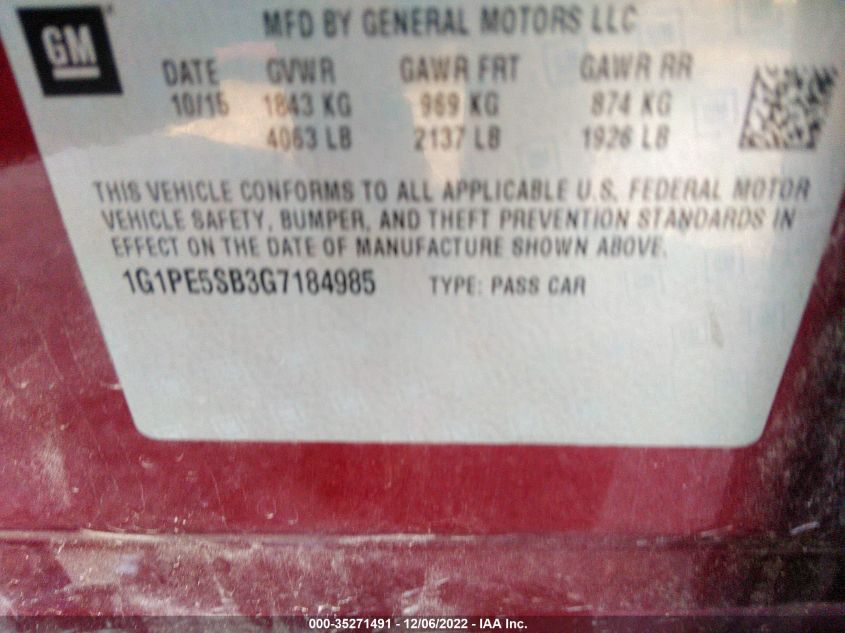 GM
MFD BY GENERAL MOTORS LLC
DATE GVWR GAWR FRT GAWR RR
10/15 1843 KG 969 KG 874 KG
4063 LB 2137 LB 1926 LB
THIS VEHICLE CONFORMS TO ALL APPLICABLE U.S. FEDERAL MOTOR
VEHICLE SAFETY, BUMPER, AND THEFT PREVENTION STANDARDS IN
EFFECT ON THE DATE OF MANUFACTURE SHOWN ABOVE.
1G1PE5SB3G7184985 TYPE: PASS CAR
000-35271491 - 12/06/2022 - IAA Inc.